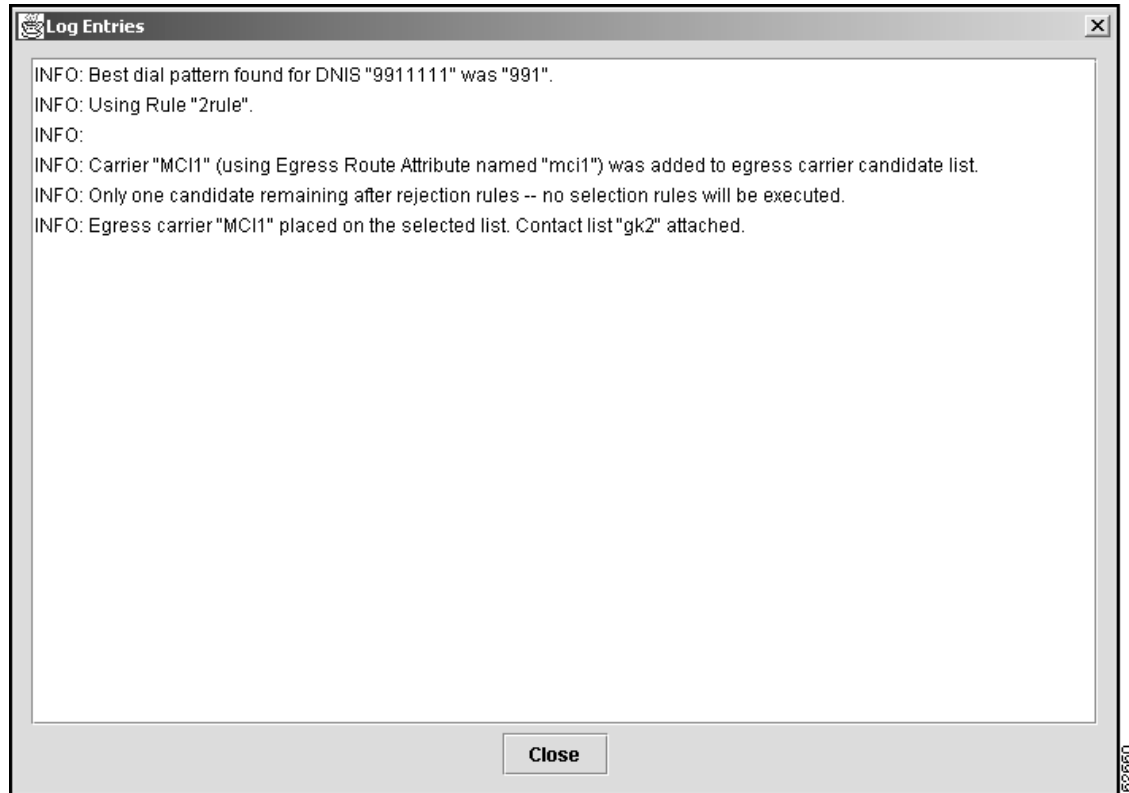 Log Entries
INFO: Best dial pattern found for DNIS "9911111" was "991".
INFO: Using Rule "2rule".
INFO:
INFO: Carrier "MCI1" (using Egress Route Attribute named "mci1") was added to egress carrier candidate list.
INFO: Only one candidate remaining after rejection rules -- no selection rules will be executed.
INFO: Egress carrier "MCI1" placed on the selected list. Contact list "gk2" attached.
Close
62660